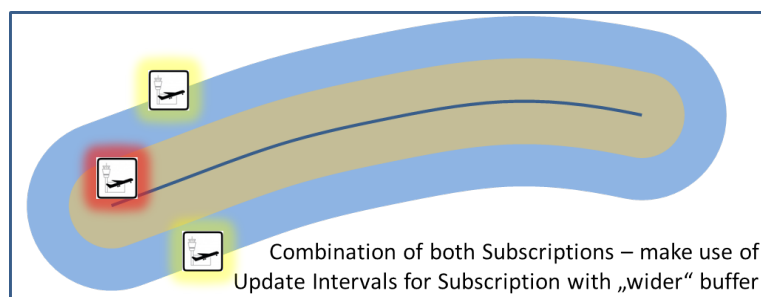 Combination of both Subscriptions – make use of
Update Intervals for Subscription with „wider“ buffer